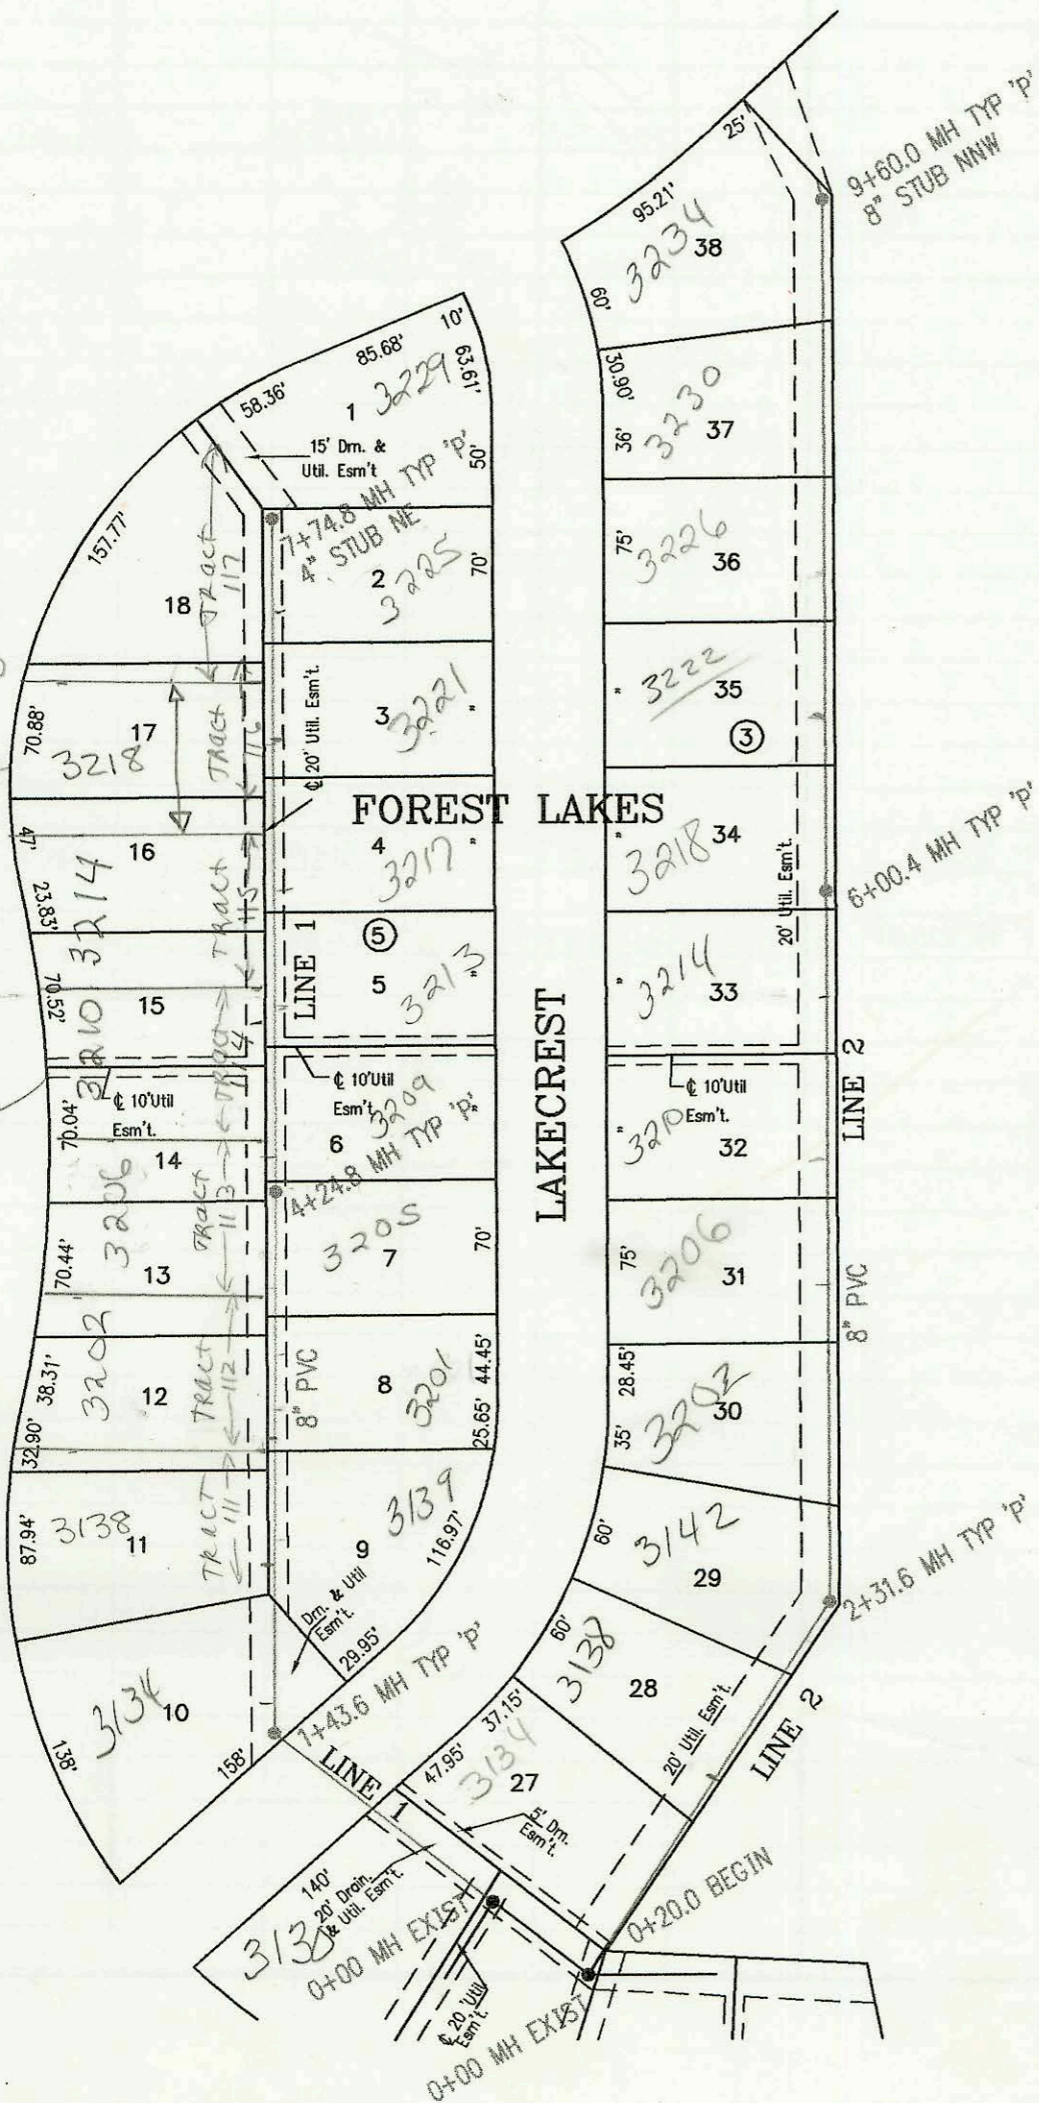 9+60.0 MH TYP 'P'
8" STUB NNW
25'
95.21'
3234
38
60'
30.90'
3230
36'
37
75'
3226
36
"
3222
35
3
"
3218
34
20' Util. Esm't.
6+00.4 MH TYP 'P'
"
3214
33
LINE 2
℄ 10'Util
Esm't.
"
3210
32
75'
3206
31
8" PVC
28.45'
35'
3202
30
60'
3142
29
2+31.6 MH TYP 'P'
60'
3138
28
20' Util. Esm't.
LINE 2
37.15'
47.95'
3134
27
5' Drn.
Esm't.
0+20.0 BEGIN
10'
85.68'
63.61'
58.36'
1
3229
50'
15' Drn. &
Util. Esm't
7+74.8 MH TYP 'P'
4" STUB NE
2
3225
70'
157.77'
18
TRACT
117
℄ 20' Util. Esm't.
3
3221
"
70.88'
17
3218
TRACT
116
FOREST LAKES
4
3217
"
47'
16
23.83'
3214
TRACT
115
LINE 1
5
5
3213
"
LAKECREST
70.52'
15
3210
TRACT
114
℄ 10'Util
Esm't.
℄ 10'Util
Esm't.
3209
6
"
4+24.8 MH TYP 'P'
70.04'
14
3206
TRACT
113
3205
7
70'
70.44'
13
3202
TRACT
112
38.31'
12
8" PVC
8
3201
44.45'
25.65'
32.90'
87.94'
3138
11
TRACT
111
9
3139
116.97'
Drn. & Util
Esm't.
29.95'
3134
10
138'
158'
1+43.6 MH TYP 'P'
LINE 1
140'
20' Drain.
& Util. Esm't.
3130
0+00 MH EXIST
℄ 20' Util
Esm't.
0+00 MH EXIST